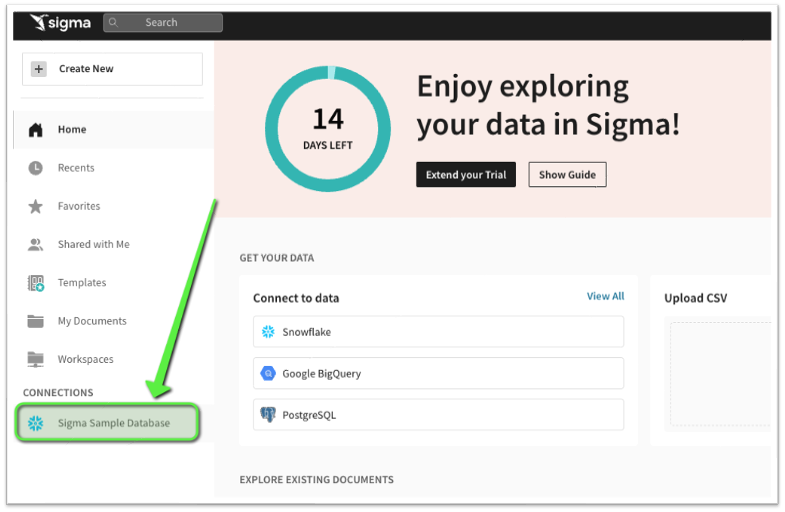 sigma
Search
Create New
Home
Recents
Favorites
Shared with Me
Templates
My Documents
Workspaces
CONNECTIONS
Sigma Sample Database
14
DAYS LEFT
Enjoy exploring
your data in Sigma!
Extend your Trial
Show Guide
GET YOUR DATA
Connect to data
View All
Snowflake
Google BigQuery
PostgreSQL
Upload CSV
EXPLORE EXISTING DOCUMENTS